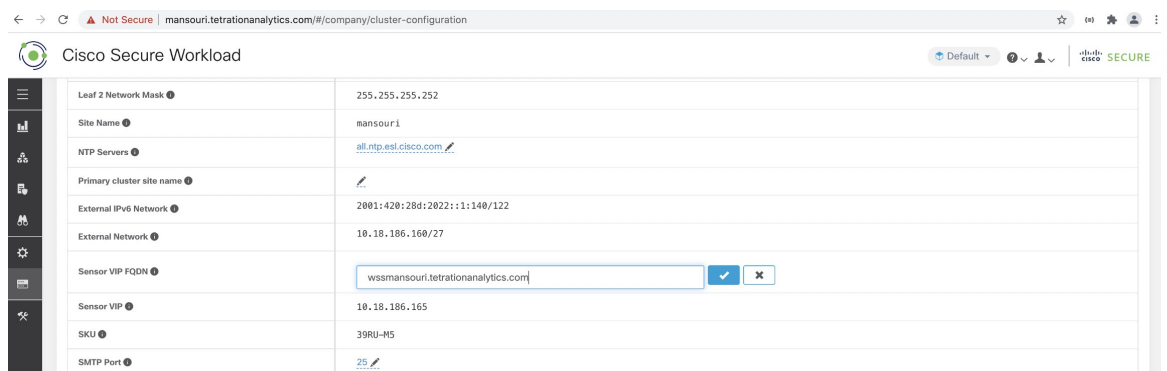 Not Secure mansouri.tetrationanalytics.com/#/company/cluster-configuration
Cisco Secure Workload
Default
CISCO SECURE
Leaf 2 Network Mask 255.255.255.252
Site Name mansouri
NTP Servers all.ntp.esl.cisco.com
Primary cluster site name
External IPv6 Network 2001:420:28d:2022::1:140/122
External Network 10.18.186.160/27
Sensor VIP FQDN wssmansouri.tetrationanalytics.com
Sensor VIP 10.18.186.165
SKU 39RU-M5
SMTP Port 25